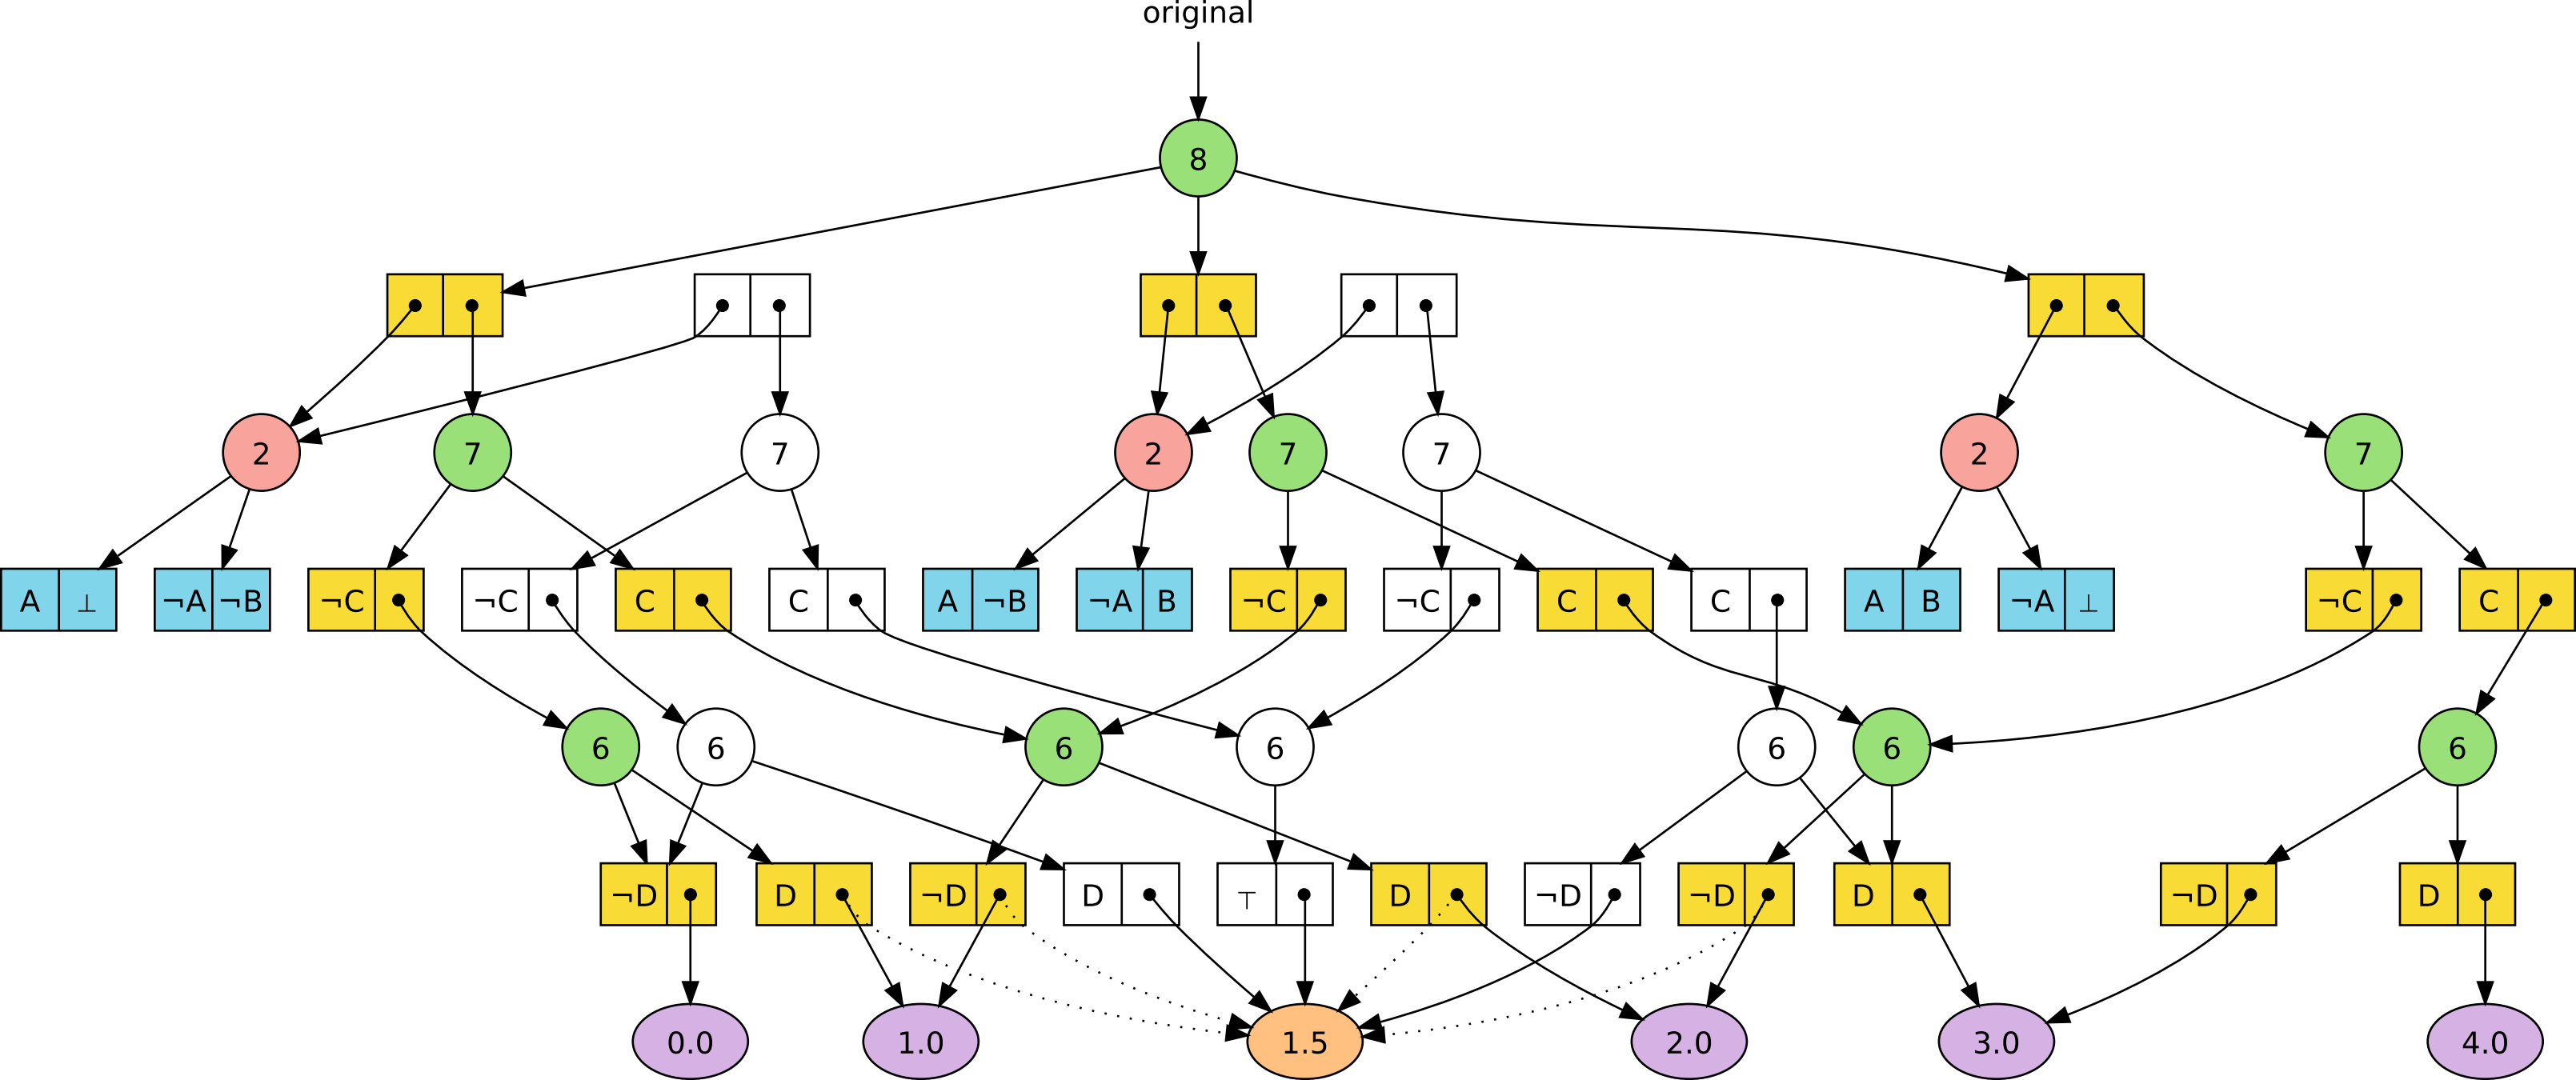 original
8
2 7 7 2 7 7 2 7
A ⊥ ¬A ¬B ¬C ¬C C C A ¬B ¬A B ¬C ¬C C C A B ¬A ⊥ ¬C C
6 6 6 6 6 6 6
¬D D ¬D D ⊤ D ¬D ¬D D ¬D D
0.0 1.0 1.5 2.0 3.0 4.0